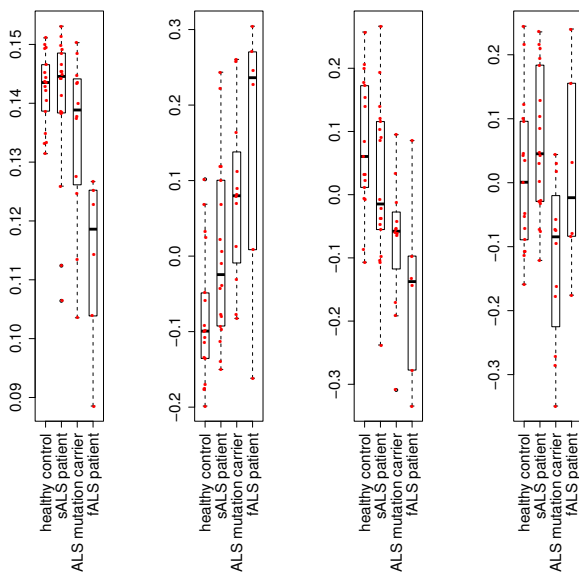 0.15
0.14
0.13
0.12
0.11
0.10
0.09
healthy control
sALS patient
ALS mutation carrier
fALS patient
0.3
0.2
0.1
0.0
−0.1
−0.2
healthy control
sALS patient
ALS mutation carrier
fALS patient
0.2
0.1
0.0
−0.1
−0.2
−0.3
healthy control
sALS patient
ALS mutation carrier
fALS patient
0.2
0.1
0.0
−0.1
−0.2
−0.3
healthy control
sALS patient
ALS mutation carrier
fALS patient